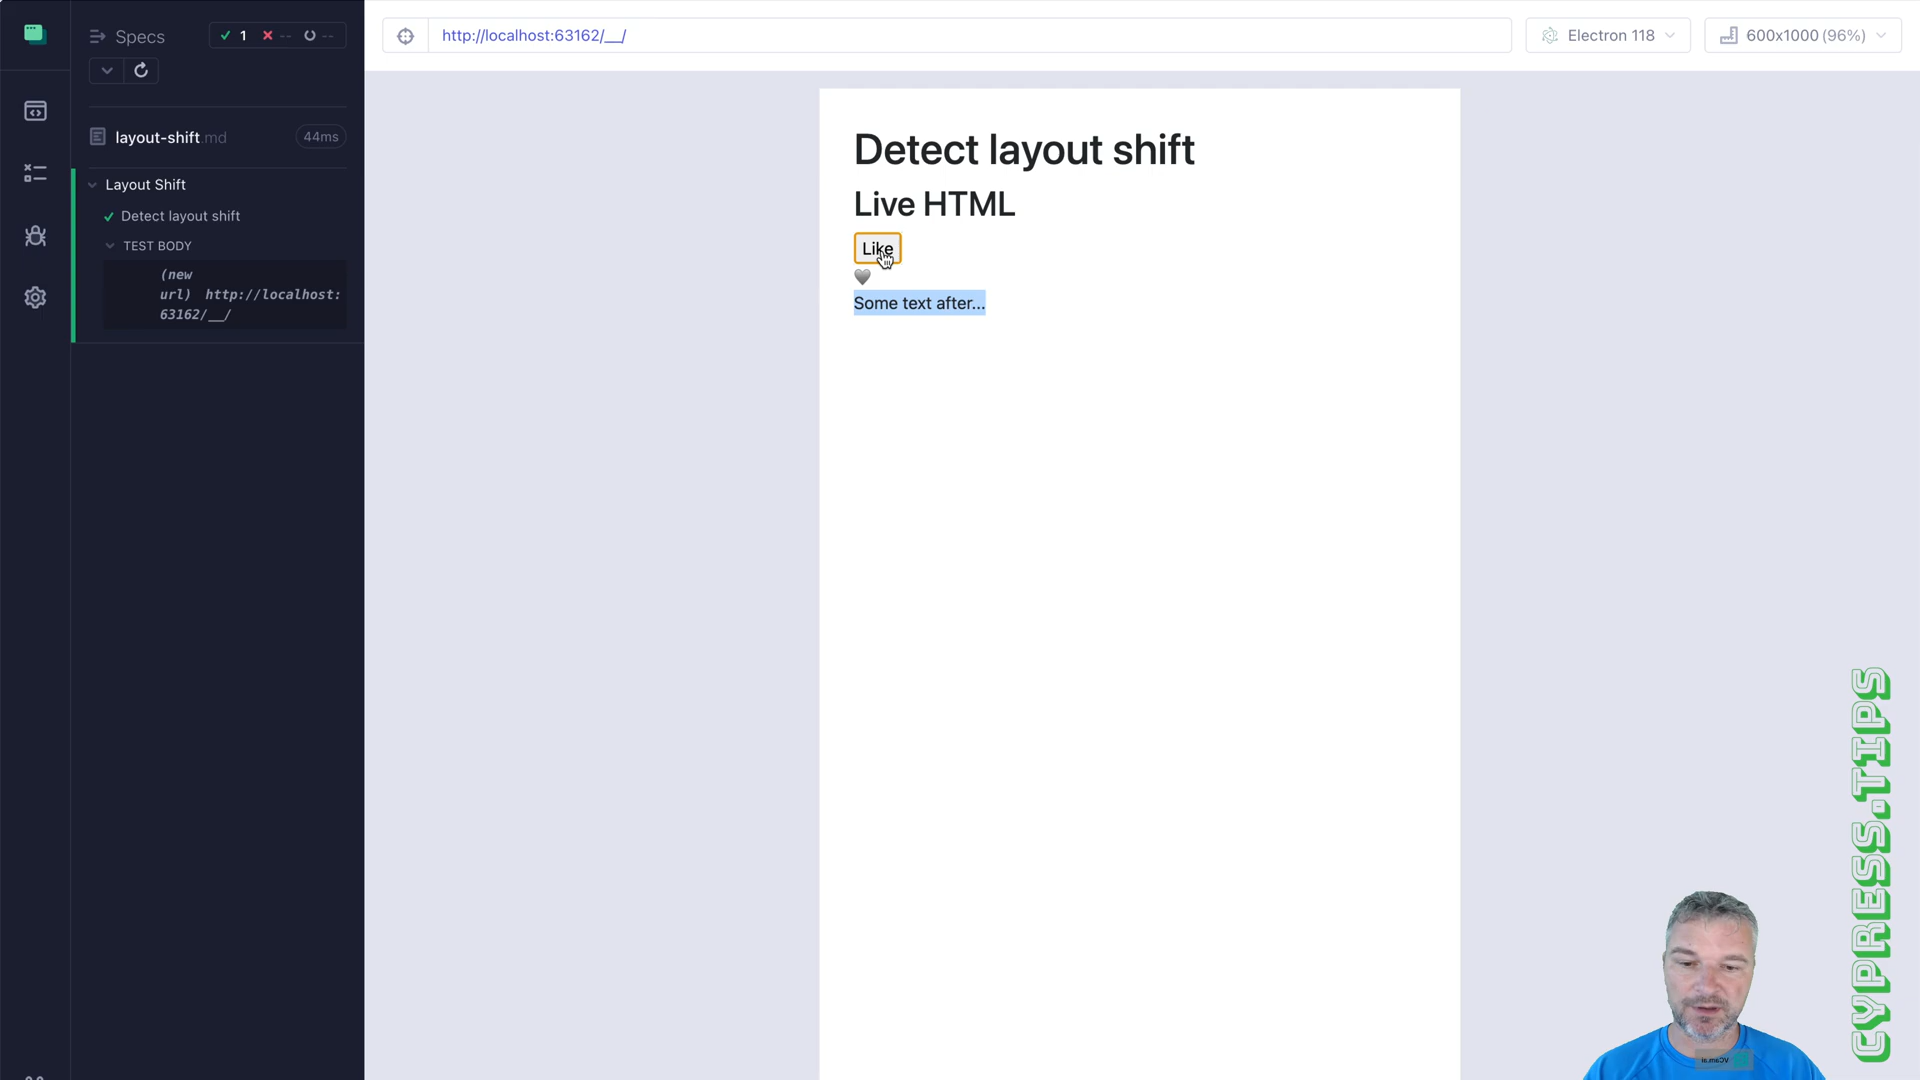 Specs
1
--
--
http://localhost:63162/__/
Electron 118
600x1000 (96%)
layout-shift.md
44ms
Layout Shift
Detect layout shift
TEST BODY
(new
url) http://localhost:
63162/__/
Detect layout shift
Live HTML
Like
Some text after...
CYPRESS.TIPS